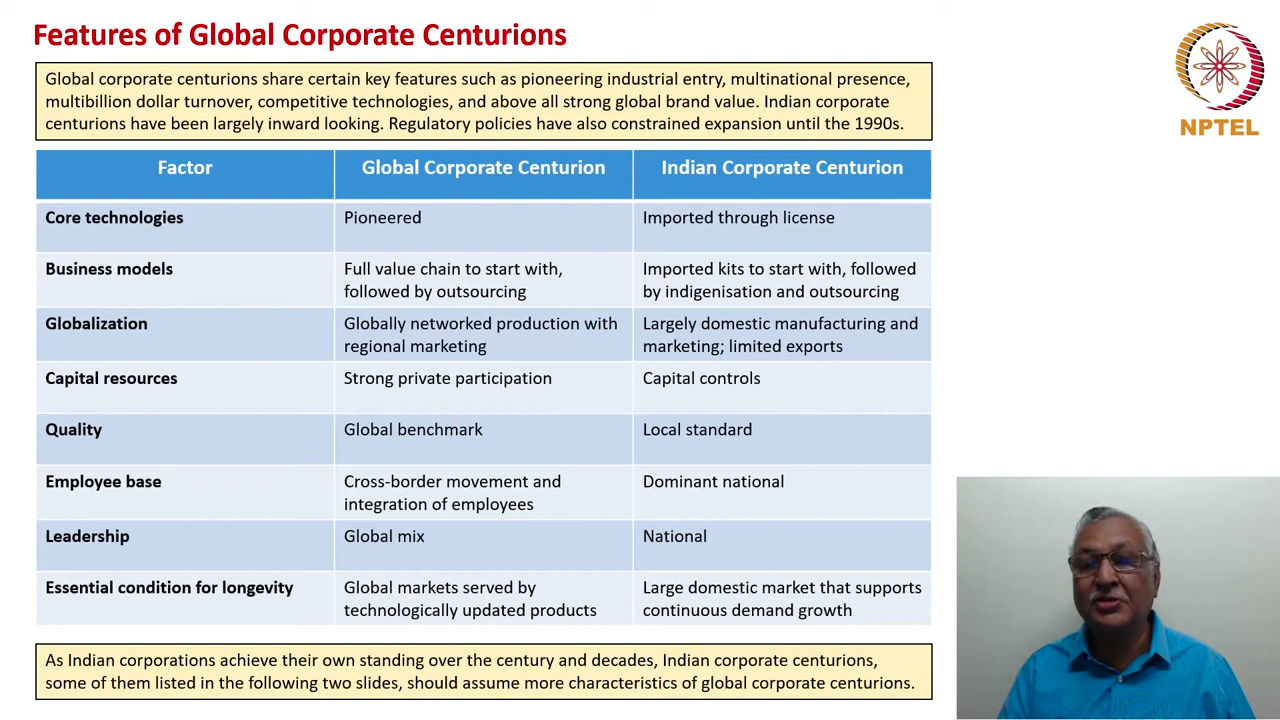 Features of Global Corporate Centurions
Global corporate centurions share certain key features such as pioneering industrial entry, multinational presence,
multibillion dollar turnover, competitive technologies, and above all strong global brand value. Indian corporate
centurions have been largely inward looking. Regulatory policies have also constrained expansion until the 1990s.
NPTEL
Factor Global Corporate Centurion Indian Corporate Centurion
Core technologies Pioneered Imported through license
Business models Full value chain to start with, Imported kits to start with, followed
followed by outsourcing by indigenisation and outsourcing
Globalization Globally networked production with Largely domestic manufacturing and
regional marketing marketing; limited exports
Capital resources Strong private participation Capital controls
Quality Global benchmark Local standard
Employee base Cross-border movement and Dominant national
integration of employees
Leadership Global mix National
Essential condition for longevity Global markets served by Large domestic market that supports
technologically updated products continuous demand growth
As Indian corporations achieve their own standing over the century and decades, Indian corporate centurions,
some of them listed in the following two slides, should assume more characteristics of global corporate centurions.